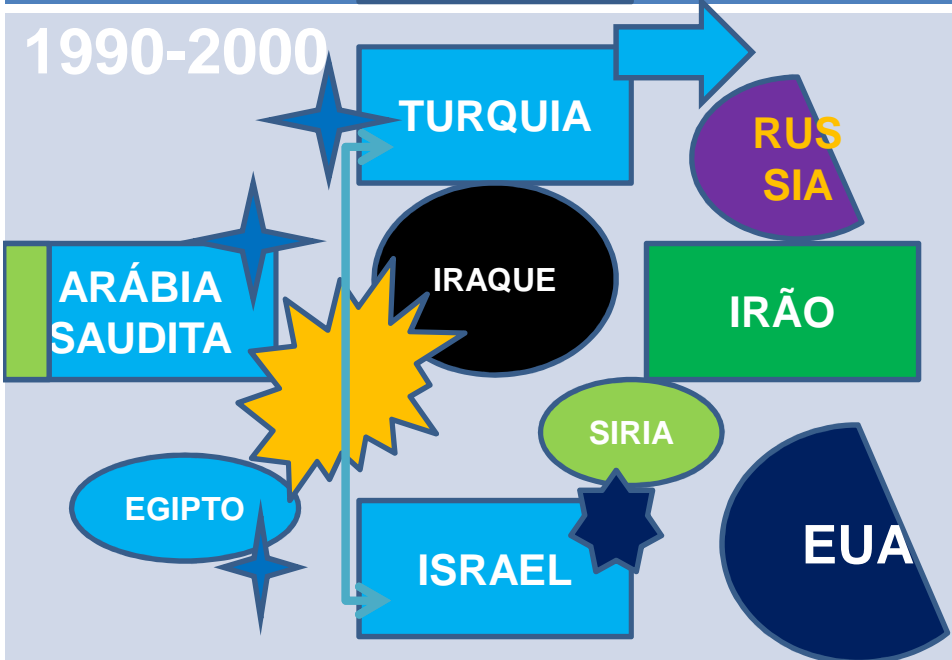 1990-2000
TURQUIA
RUS
SIA
ARÁBIA
SAUDITA
IRAQUE
IRÃO
SIRIA
EGIPTO
ISRAEL
EUA